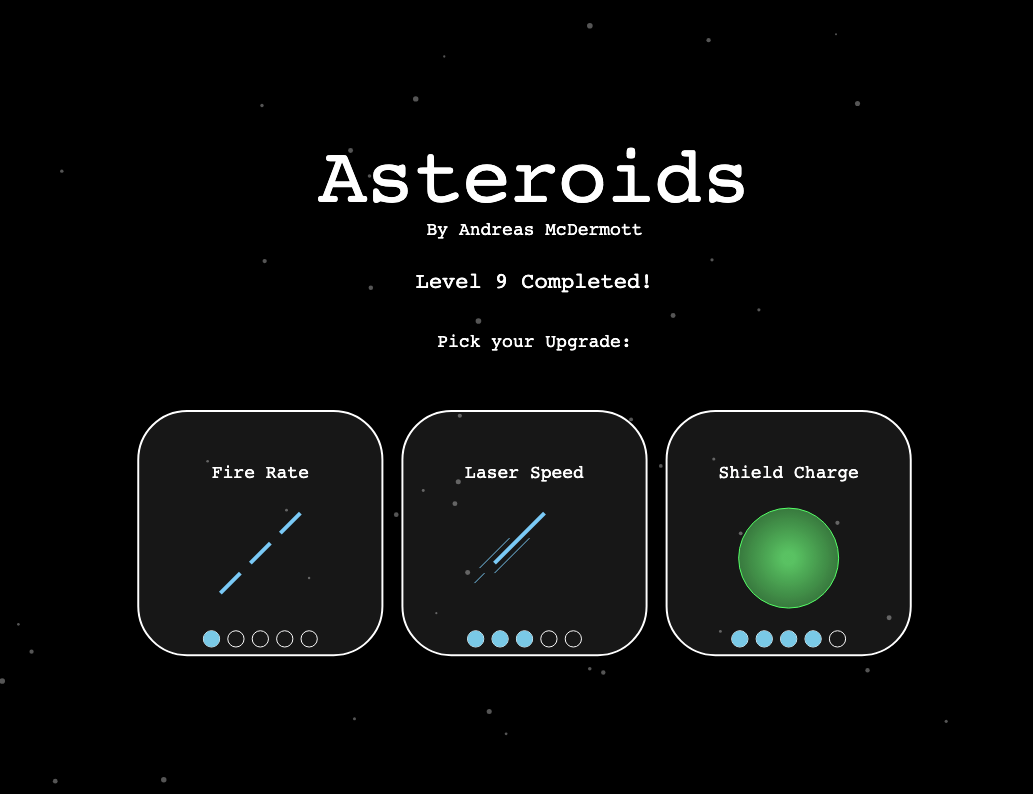 Asteroids
By Andreas McDermott
Level 9 Completed!
Pick your Upgrade:
Fire Rate
Laser Speed
Shield Charge